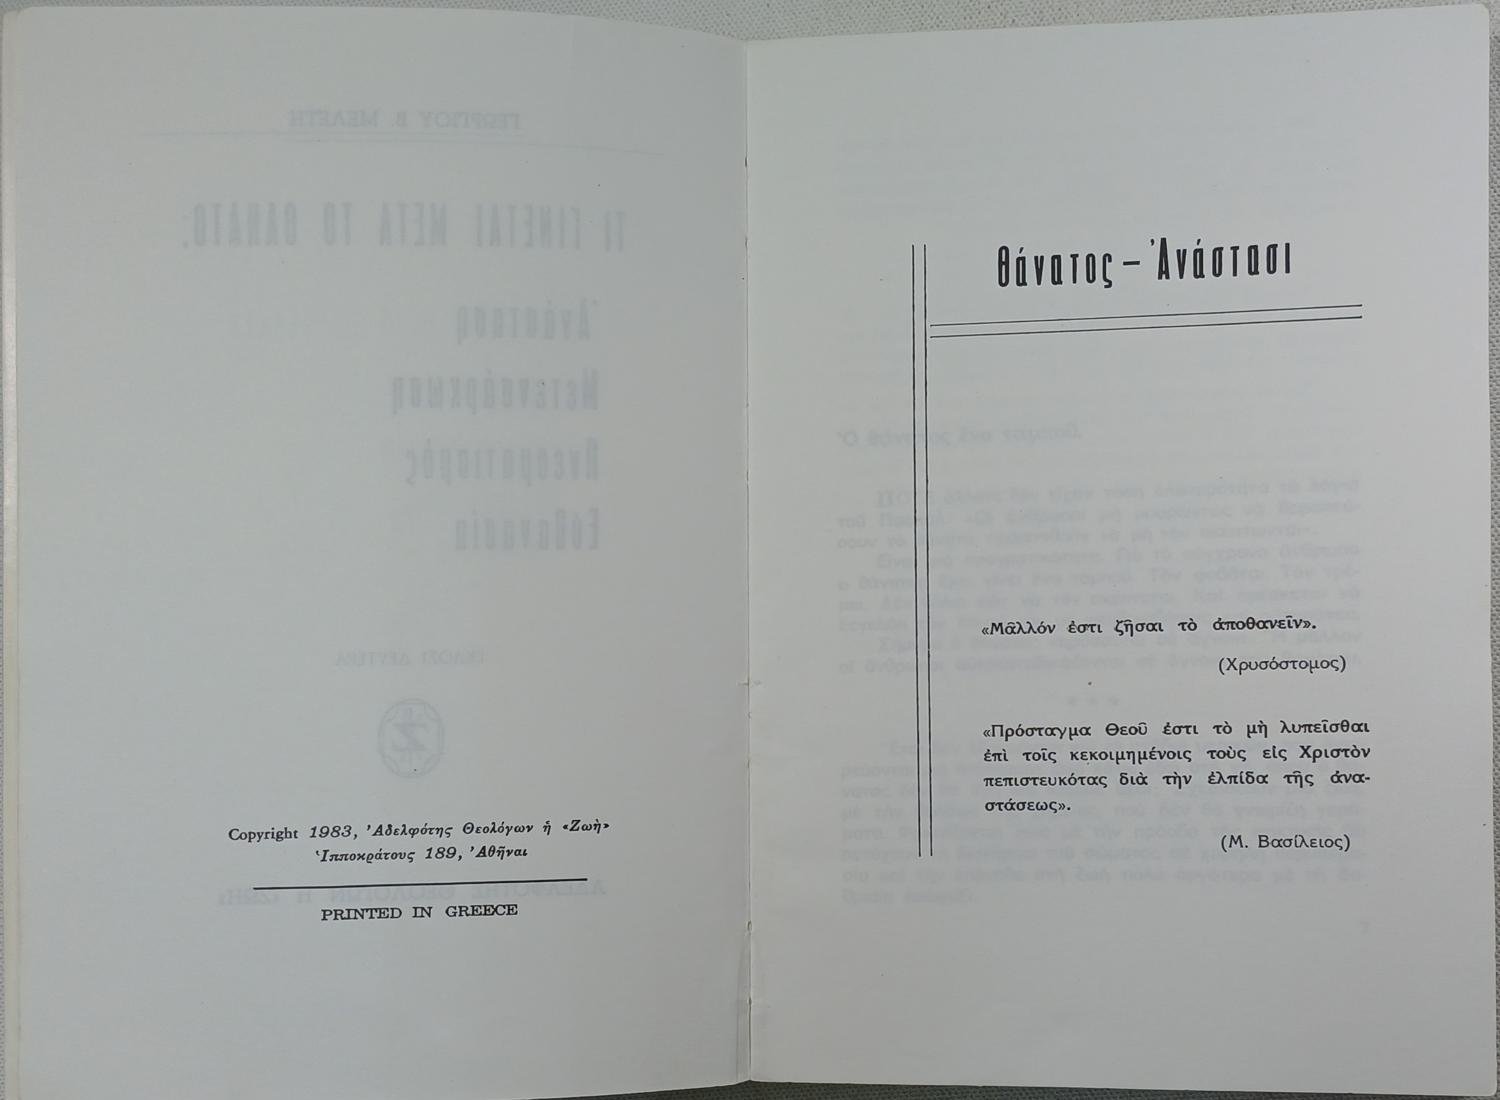 Copyright 1983, Ἀδελφότης Θεολόγων ἡ «Ζωὴ»
Ἱπποκράτους 189, Ἀθῆναι
PRINTED IN GREECE
Θάνατος – Ἀνάστασι
«Μᾶλλόν ἐστι ζῆσαι τὸ ἀποθανεῖν».
(Χρυσόστομος)
«Πρόσταγμα Θεοῦ ἐστι τὸ μὴ λυπεῖσθαι
ἐπὶ τοῖς κεκοιμημένοις τοὺς εἰς Χριστὸν
πεπιστευκότας διὰ τὴν ἐλπίδα τῆς ἀνα-
στάσεως».
(Μ. Βασίλειος)